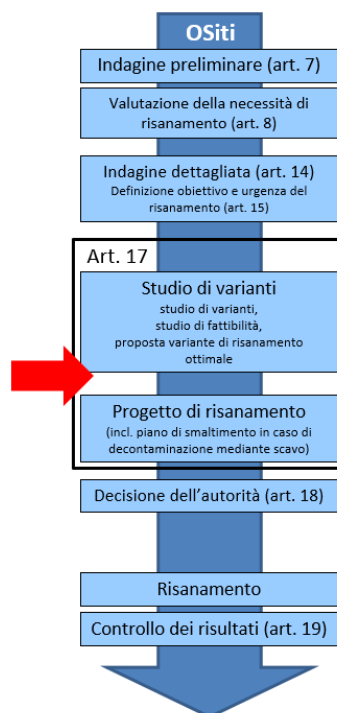 OSiti
Indagine preliminare (art. 7)
Valutazione della necessità di
risanamento (art. 8)
Indagine dettagliata (art. 14)
Definizione obiettivo e urgenza del
risanamento (art. 15)
Art. 17
Studio di varianti
studio di varianti,
studio di fattibilità,
proposta variante di risanamento
ottimale
Progetto di risanamento
(incl. piano di smaltimento in caso di
decontaminazione mediante scavo)
Decisione dell'autorità (art. 18)
Risanamento
Controllo dei risultati (art. 19)